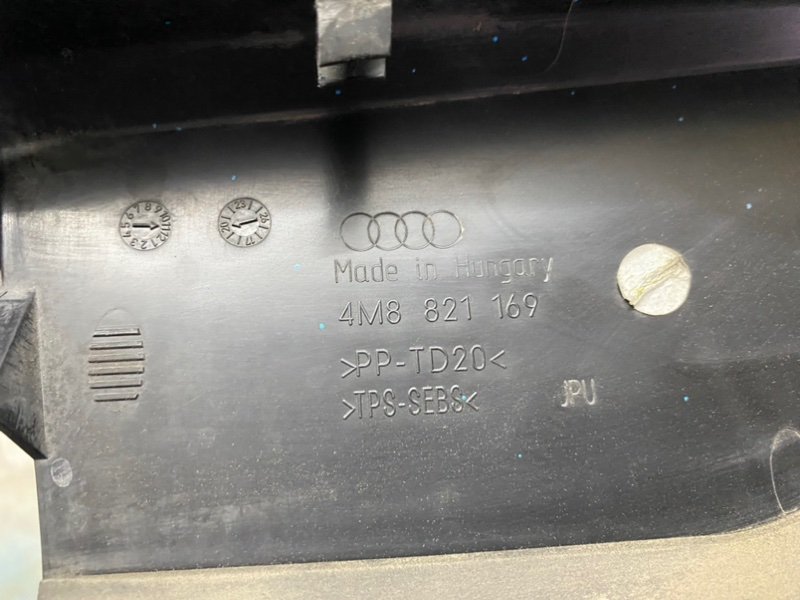 Made in Hungary
4M8 821 169
>PP-TD20<
>TPS-SEBS<
JPU